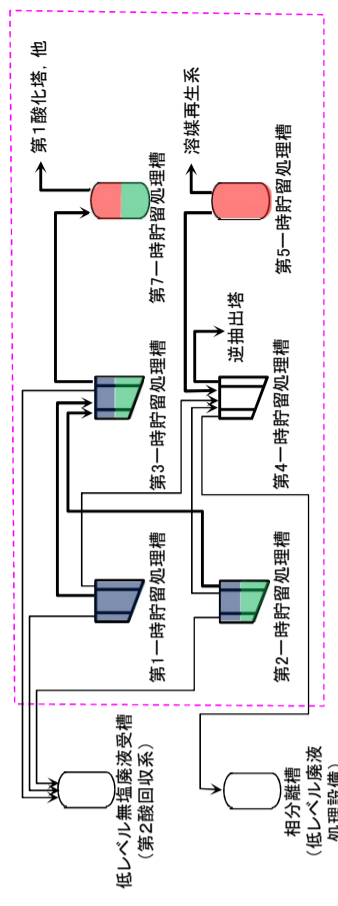 第1酸化塔, 他
溶媒再生系
第7一時貯留処理槽
第5一時貯留処理槽
逆抽出塔
第3一時貯留処理槽
第4一時貯留処理槽
第1一時貯留処理槽
第2一時貯留処理槽
低レベル無塩廃液受槽
(第2酸回収系)
相分離槽
(低レベル廃液
処理設備)